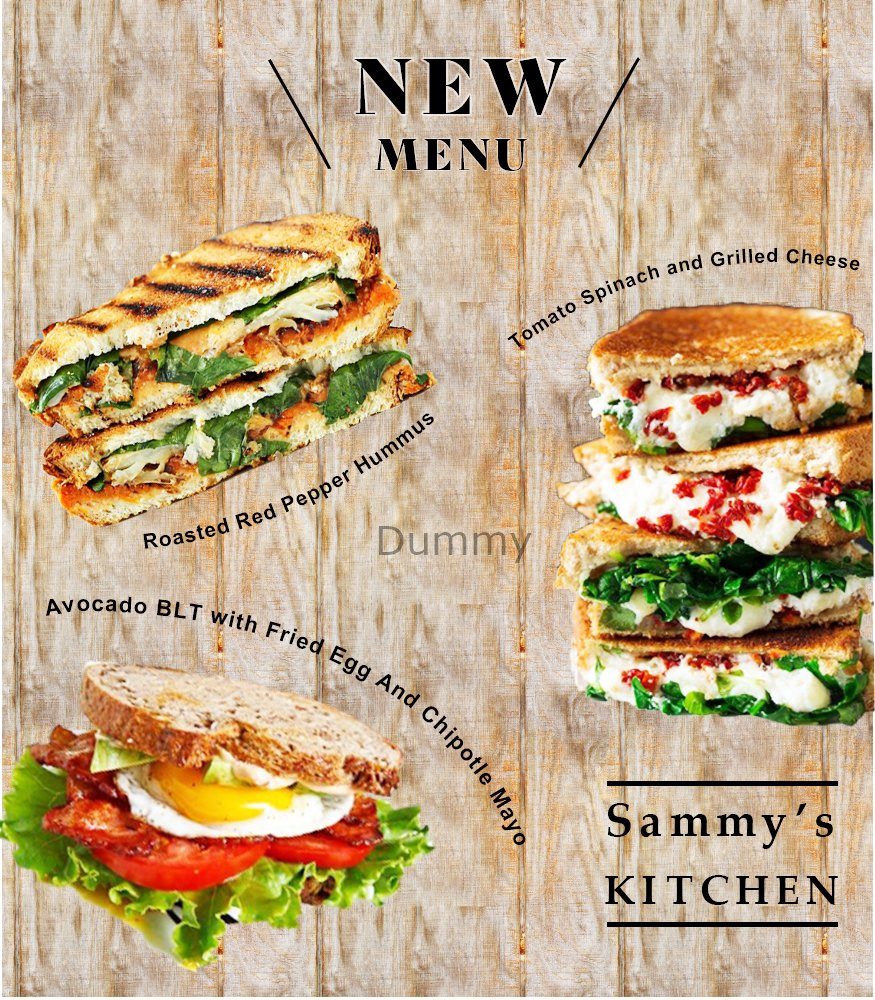 NEW
MENU
Tomato Spinach and Grilled Cheese
Roasted Red Pepper Hummus
Dummy
Avocado BLT with Fried Egg And Chipotle Mayo
Sammy’s
KITCHEN